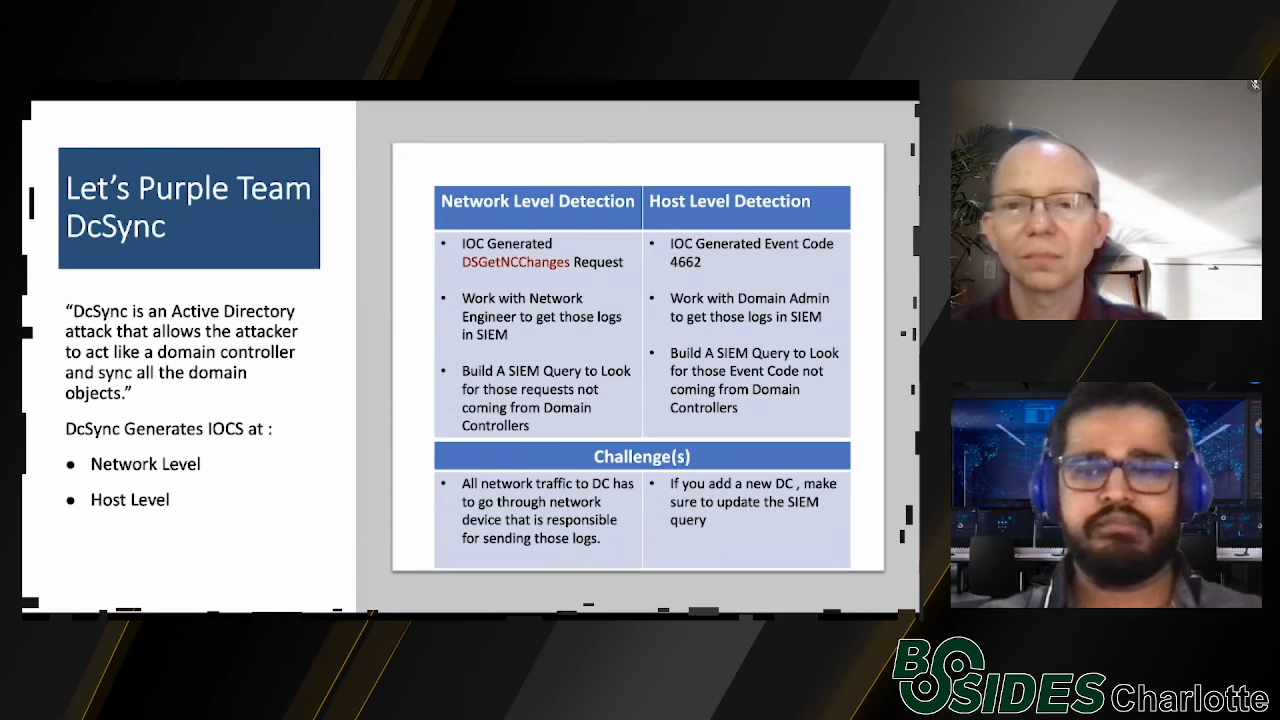 Let's Purple Team
DcSync
"DcSync is an Active Directory
attack that allows the attacker
to act like a domain controller
and sync all the domain
objects."
DcSync Generates IOCS at :
● Network Level
● Host Level
Network Level Detection
• IOC Generated
DSGetNCChanges Request
• Work with Network
Engineer to get those logs
in SIEM
• Build A SIEM Query to Look
for those requests not
coming from Domain
Controllers
Host Level Detection
• IOC Generated Event Code
4662
• Work with Domain Admin
to get those logs in SIEM
• Build A SIEM Query to Look
for those Event Code not
coming from Domain
Controllers
Challenge(s)
• All network traffic to DC has
to go through network
device that is responsible
for sending those logs.
• If you add a new DC , make
sure to update the SIEM
query
BSIDES Charlotte